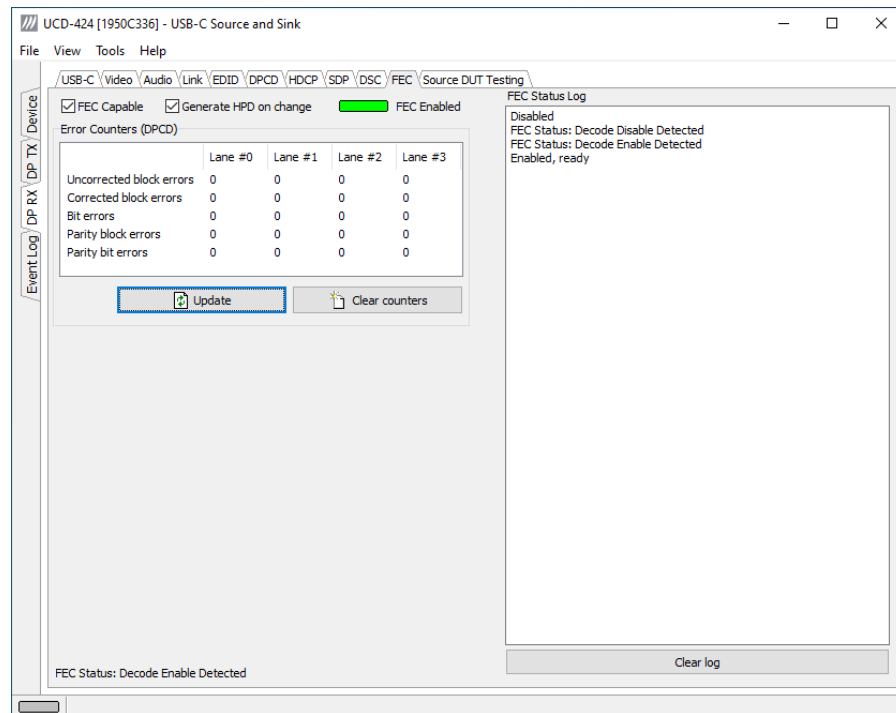 UCD-424 [1950C336] - USB-C Source and Sink
File View Tools Help
USB-C Video Audio Link EDID DPCD HDCP SDP DSC FEC Source DUT Testing
Device
DP TX
DP RX
Event Log
FEC Capable Generate HPD on change FEC Enabled
Error Counters (DPCD)
Lane #0 Lane #1 Lane #2 Lane #3
Uncorrected block errors 0 0 0 0
Corrected block errors 0 0 0 0
Bit errors 0 0 0 0
Parity block errors 0 0 0 0
Parity bit errors 0 0 0 0
Update Clear counters
FEC Status: Decode Enable Detected
FEC Status Log
Disabled
FEC Status: Decode Disable Detected
FEC Status: Decode Enable Detected
Enabled, ready
Clear log